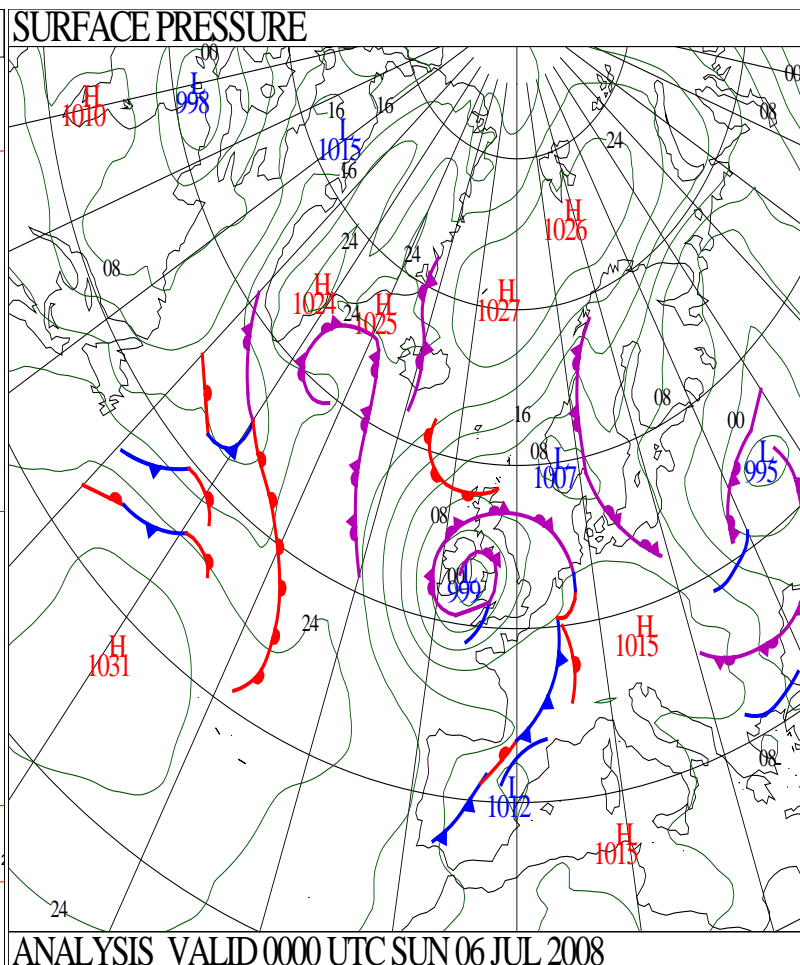 SURFACE PRESSURE
00
00
L
998
H
1010
16
16
08
L
1015
24
16
H
1026
24
24
08
H
1024
H
1027
24
H
1025
08
16
00
08
L
1007
L
995
08
00
L
999
24
H
1015
H
1031
08
L
1012
H
1015
24
ANALYSIS VALID 0000 UTC SUN 06 JUL 2008